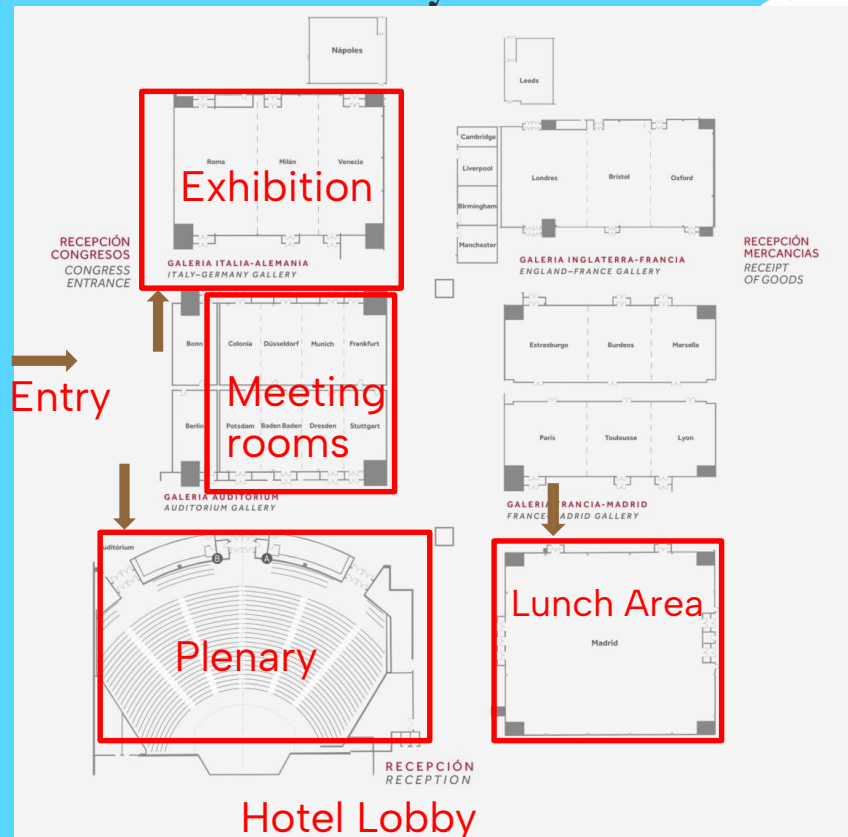 Nápoles
Leeds
Roma
Milán
Venecia
Exhibition
Cambridge
Liverpool
Birmingham
Manchester
Londres
Bristol
Oxford
RECEPCIÓN
CONGRESOS
CONGRESS
ENTRANCE
GALERIA ITALIA-ALEMANIA
ITALY-GERMANY GALLERY
GALERIA INGLATERRA-FRANCIA
ENGLAND-FRANCE GALLERY
RECEPCIÓN
MERCANCIAS
RECEIPT
OF GOODS
Bonn
Colonia
Düsseldorf
Munich
Frankfurt
Estrasburgo
Burdeos
Marsella
Entry
Meeting
rooms
Berlin
Potsdam
Baden Baden
Dresden
Stuttgart
Paris
Toulousse
Lyon
GALERIA AUDITORIUM
AUDITORIUM GALLERY
GALERIA FRANCIA-MADRID
FRANCE-MADRID GALLERY
Auditórium
B
A
Plenary
Lunch Area
Madrid
RECEPCIÓN
RECEPTION
Hotel Lobby